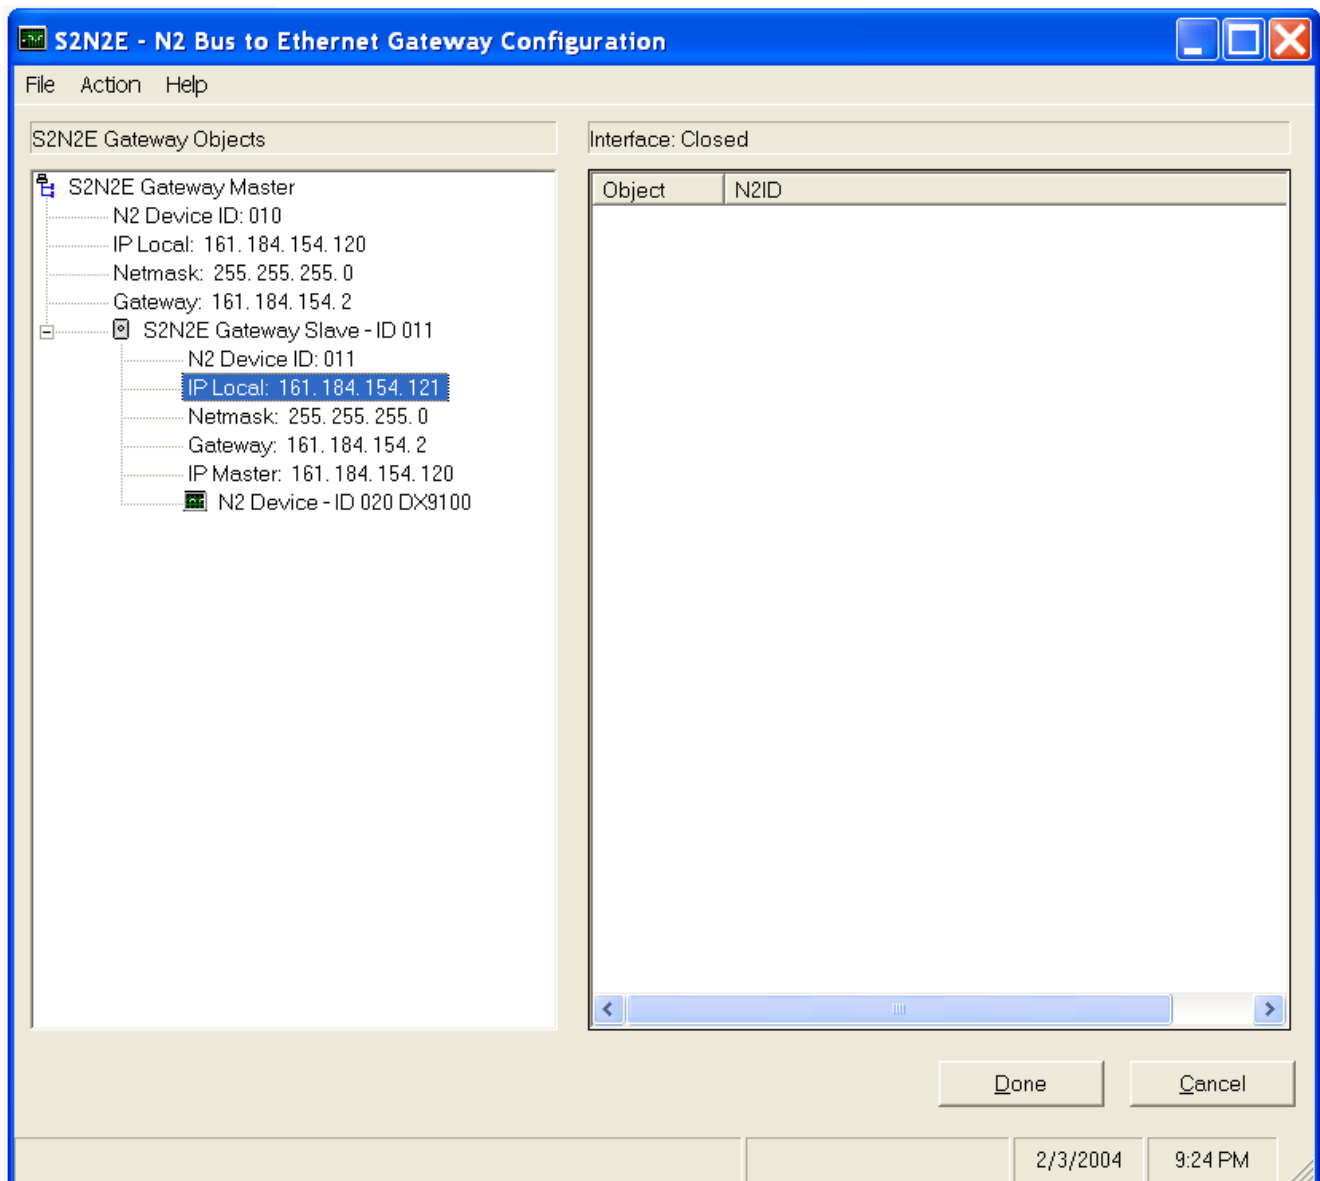 S2N2E - N2 Bus to Ethernet Gateway Configuration
File Action Help
S2N2E Gateway Objects
Interface: Closed
S2N2E Gateway Master
N2 Device ID: 010
IP Local: 161.184.154.120
Netmask: 255.255.255.0
Gateway: 161.184.154.2
S2N2E Gateway Slave - ID 011
N2 Device ID: 011
IP Local: 161.184.154.121
Netmask: 255.255.255.0
Gateway: 161.184.154.2
IP Master: 161.184.154.120
N2 Device - ID 020 DX9100
Object N2ID
Done Cancel
2/3/2004 9:24 PM